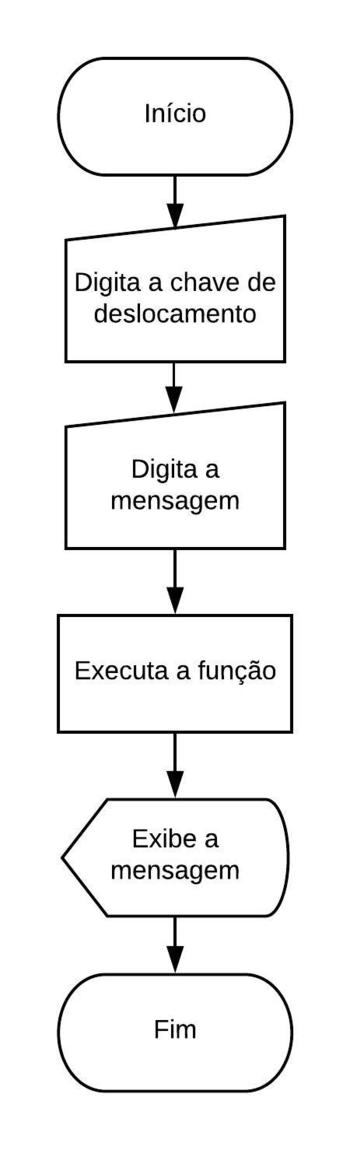 Início
Digita a chave de
deslocamento
Digita a
mensagem
Executa a função
Exibe a
mensagem
Fim